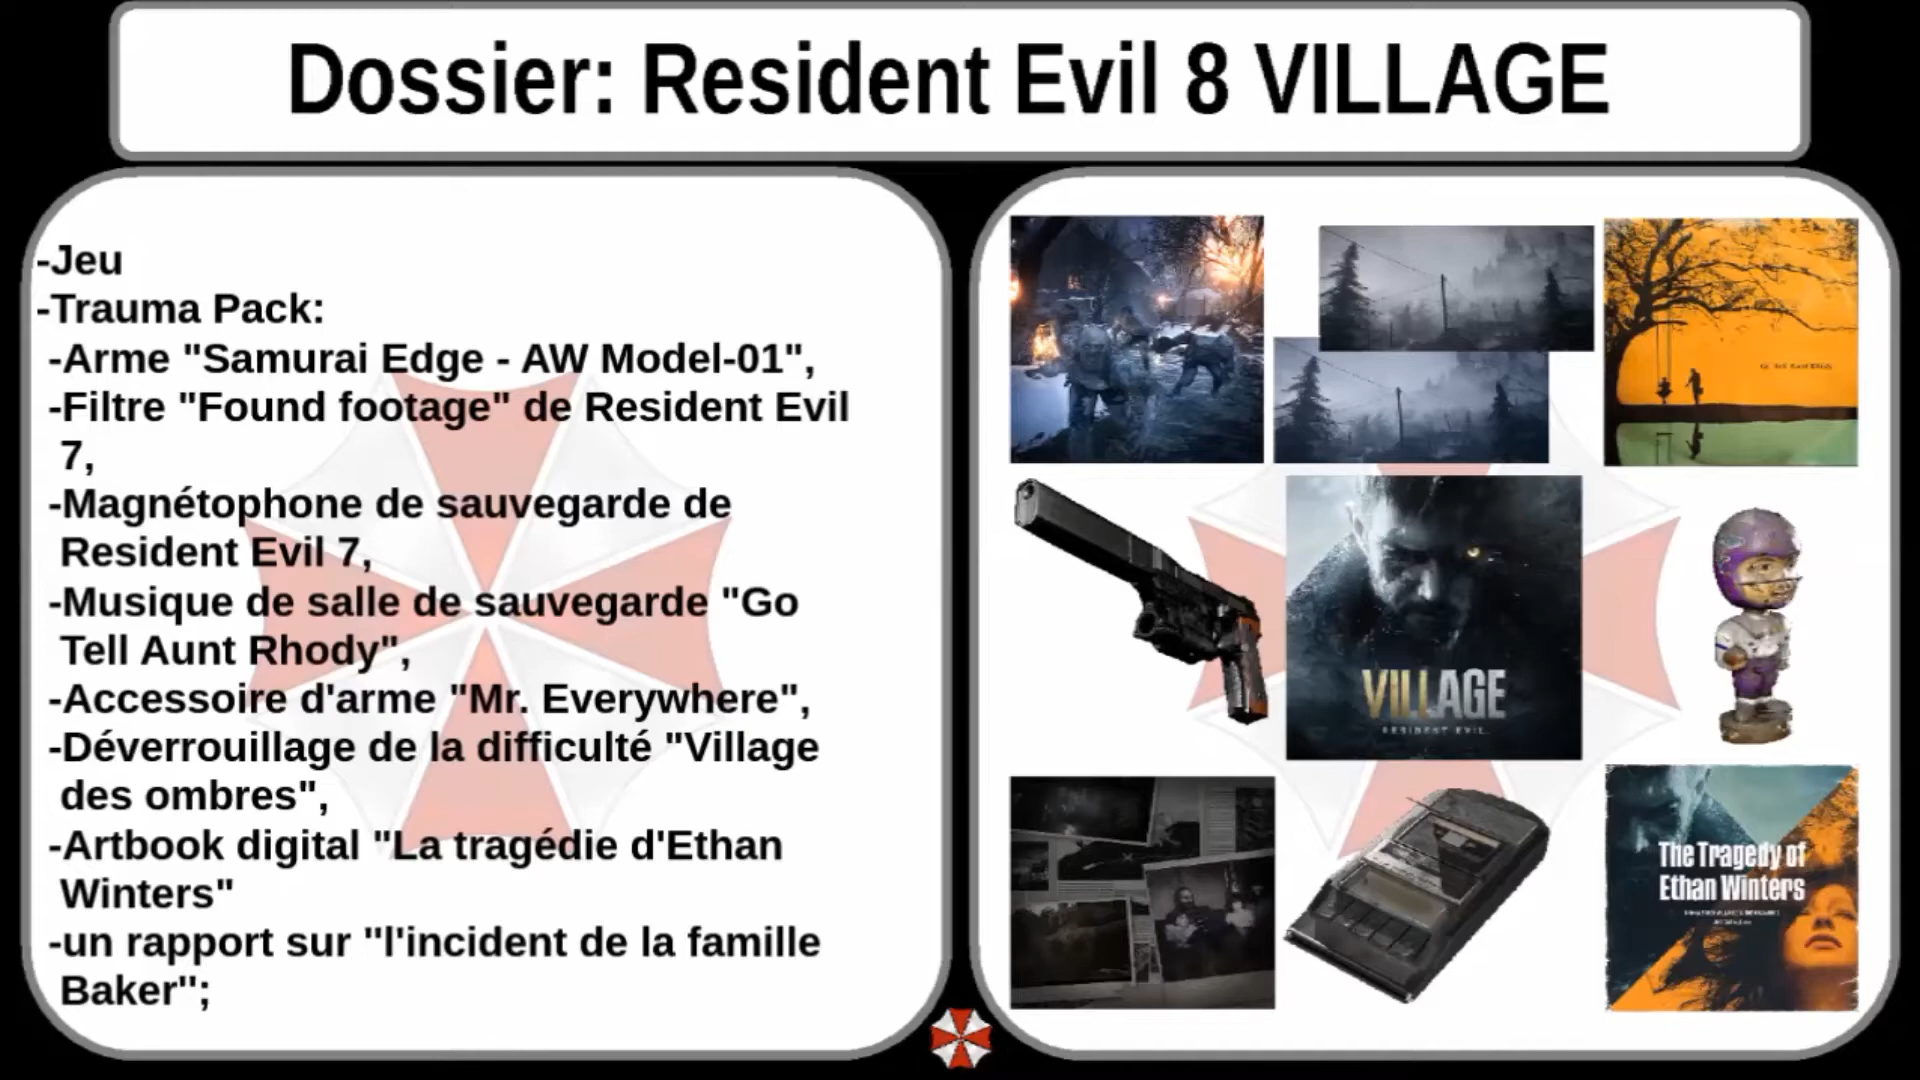 Dossier: Resident Evil 8 VILLAGE
-Jeu
-Trauma Pack:
-Arme "Samurai Edge - AW Model-01",
-Filtre "Found footage" de Resident Evil
7,
-Magnétophone de sauvegarde de
Resident Evil 7,
-Musique de salle de sauvegarde "Go
Tell Aunt Rhody",
-Accessoire d'arme "Mr. Everywhere",
-Déverrouillage de la difficulté "Village
des ombres",
-Artbook digital "La tragédie d'Ethan
Winters"
-un rapport sur "l'incident de la famille
Baker";
VILLAGE
RESIDENT EVIL
The Tragedy of
Ethan Winters